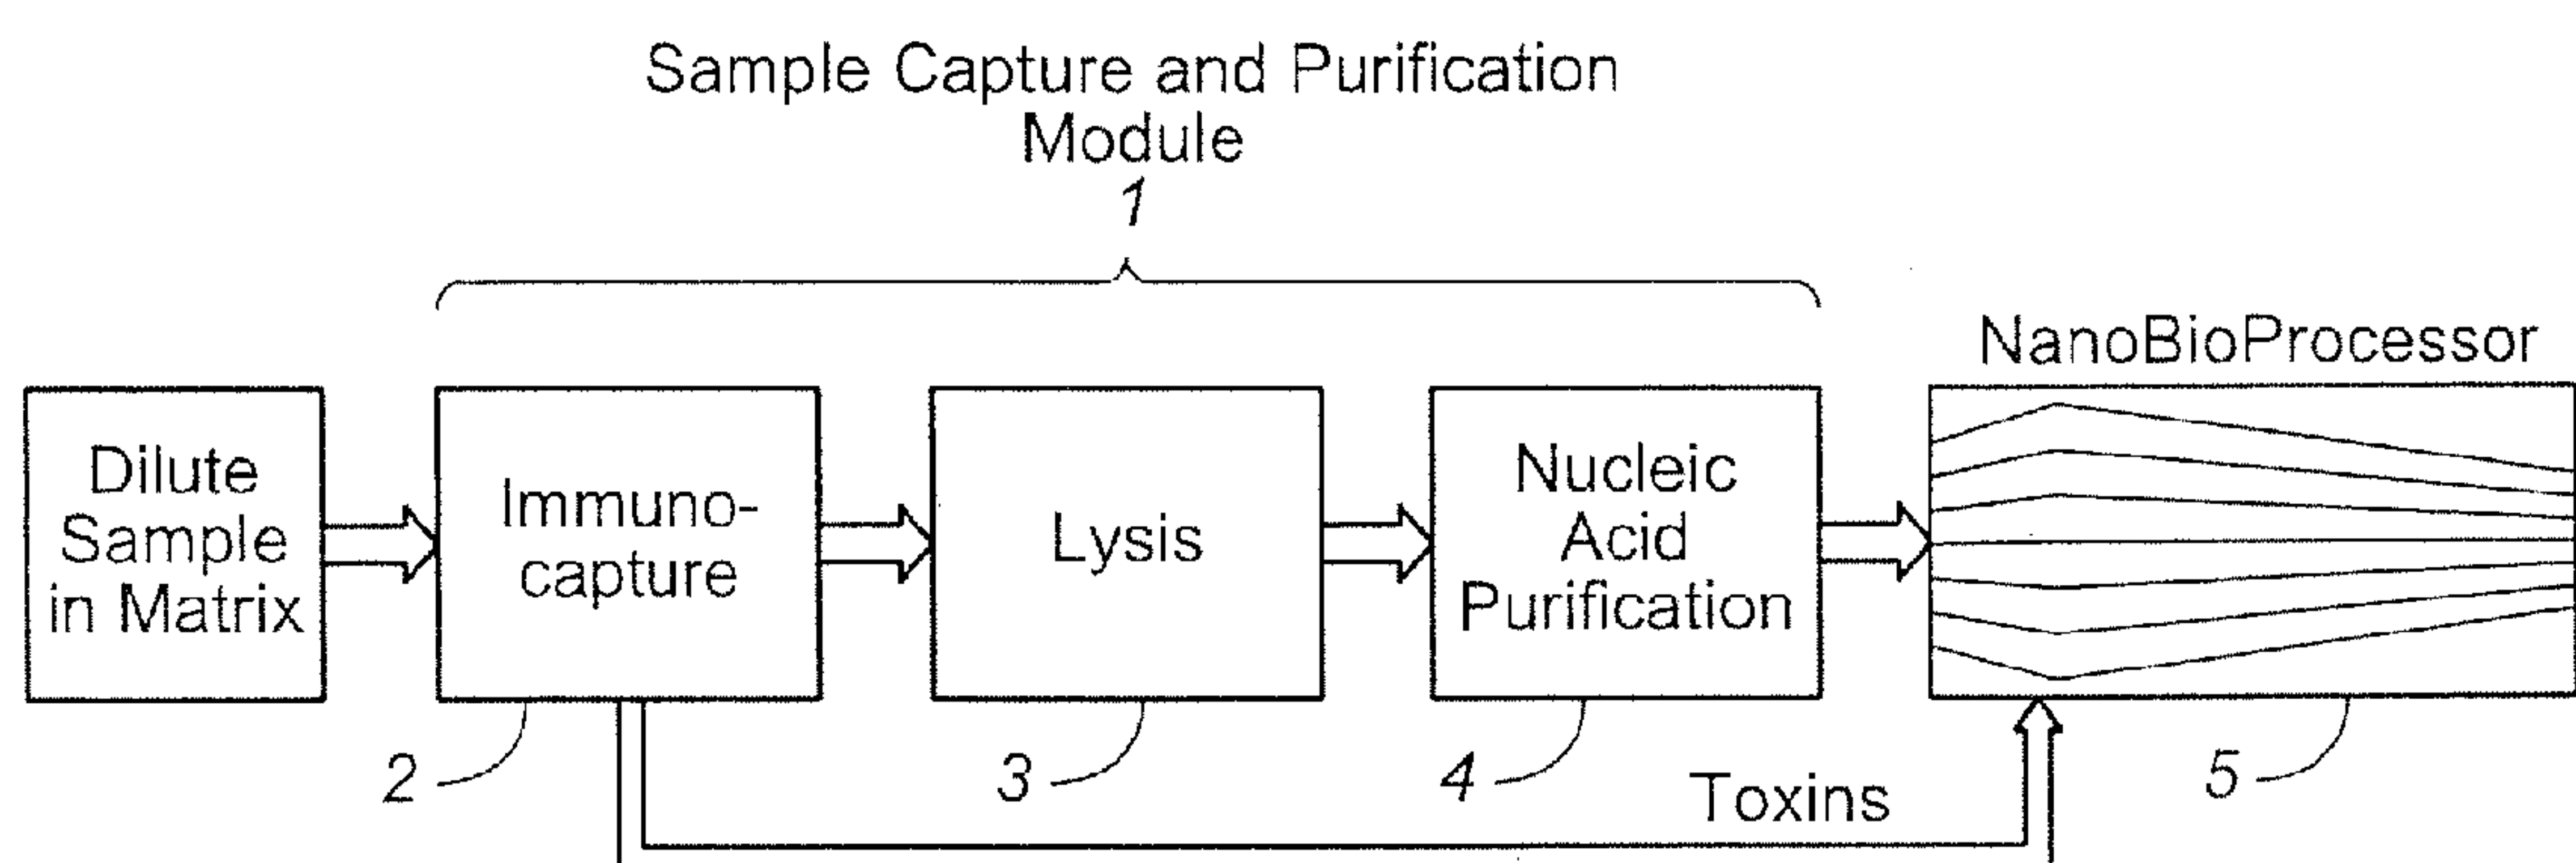 Sample Capture and Purification
Module
1
NanoBioProcessor
Dilute
Sample
in Matrix
Immuno-
capture
Lysis
Nucleic
Acid
Purification
2
3
4
5
Toxins